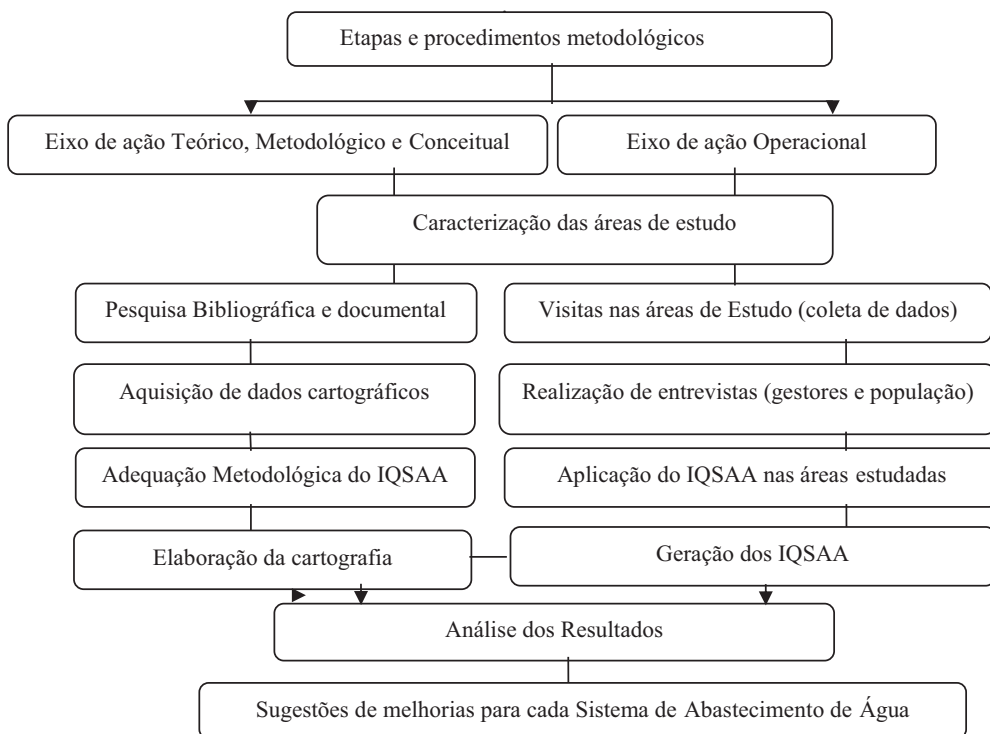 Etapas e procedimentos metodológicos
Eixo de ação Teórico, Metodológico e Conceitual
Eixo de ação Operacional
Caracterização das áreas de estudo
Pesquisa Bibliográfica e documental
Visitas nas áreas de Estudo (coleta de dados)
Aquisição de dados cartográficos
Realização de entrevistas (gestores e população)
Adequação Metodológica do IQSAA
Aplicação do IQSAA nas áreas estudadas
Elaboração da cartografia
Geração dos IQSAA
Análise dos Resultados
Sugestões de melhorias para cada Sistema de Abastecimento de Água